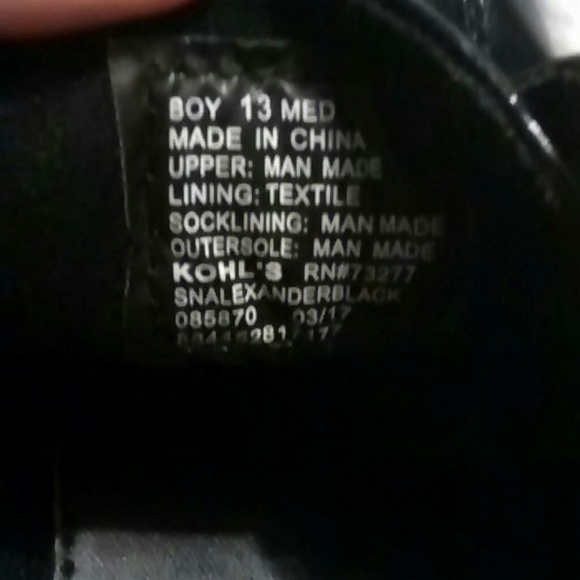 BOY 13 MED
MADE IN CHINA
UPPER: MAN MADE
LINING: TEXTILE
SOCKLINING: MAN MADE
OUTERSOLE: MAN MADE
KOHL'S RN#73277
SNALEXANDERBLACK
085870 03/17